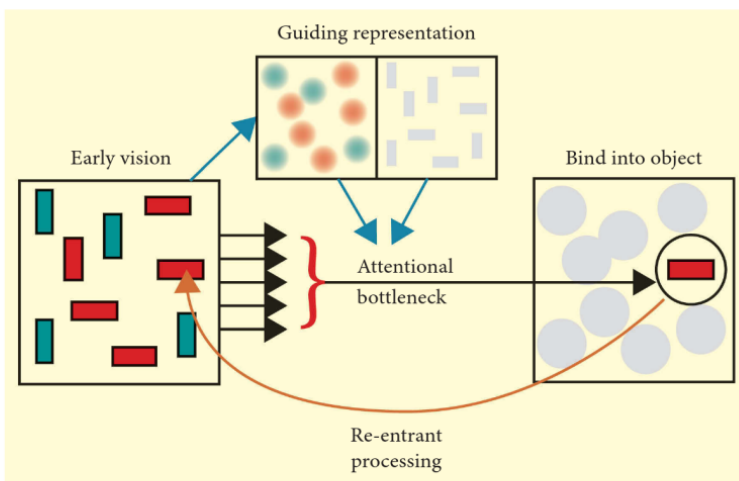 Guiding representation
Early vision
Bind into object
Attentional
bottleneck
Re-entrant
processing